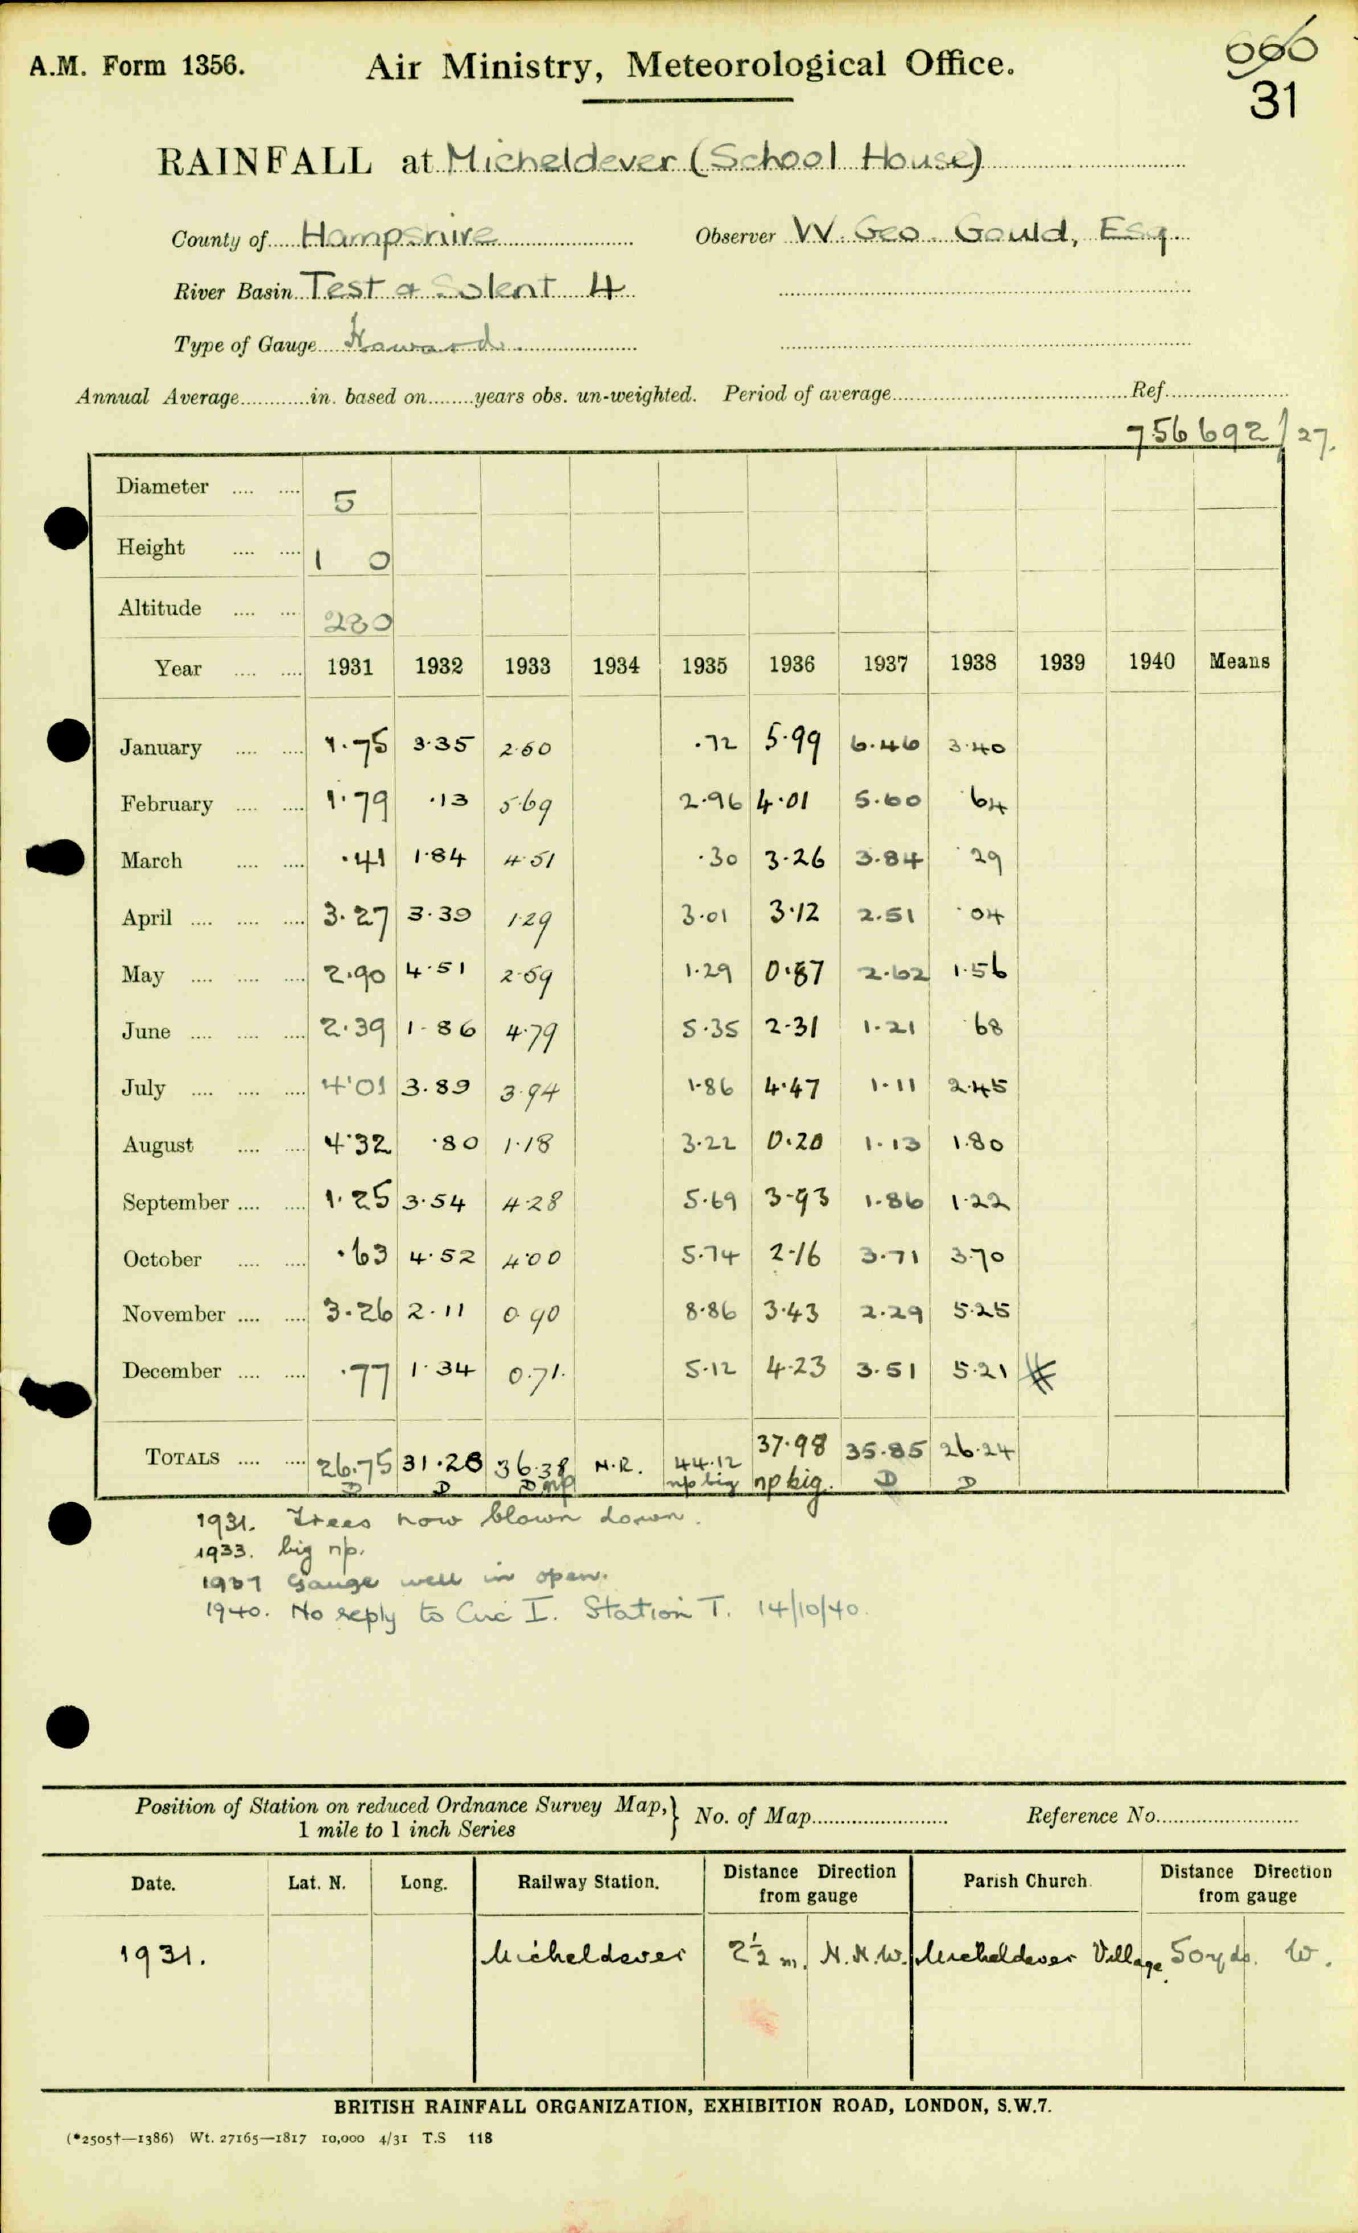 A.M. Form 1356.
Air Ministry, Meteorological Office.
666
31
RAINFALL at Micheldever (School House)
County of Hampshire Observer W. Geo. Gould, Esq.
River Basin Test & Solent 4
Type of Gauge Howard
Annual Average in. based on years obs. un-weighted. Period of average Ref.
756692/27.
Diameter 5
Height 1 0
Altitude 280
Year 1931 1932 1933 1934 1935 1936 1937 1938 1939 1940 Means
January 1.75 3.35 2.60 .72 5.99 6.46 3.40
February 1.79 .13 5.69 2.96 4.01 5.60 .64
March .41 1.84 4.51 .30 3.26 3.84 .29
April 3.27 3.39 1.29 3.01 3.12 2.51 .04
May 2.90 4.51 2.59 1.29 0.87 2.62 1.56
June 2.39 1.86 4.79 5.35 2.31 1.21 .68
July 4.01 3.89 3.94 1.86 4.47 1.11 2.45
August 4.32 .80 1.18 3.22 0.20 1.13 1.80
September 1.25 3.54 4.28 5.69 3.93 1.86 1.22
October .63 4.52 4.00 5.74 2.16 3.71 3.70
November 3.26 2.11 0.90 8.86 3.43 2.29 5.25
December .77 1.34 0.71. 5.12 4.23 3.51 5.21
TOTALS 26.75 31.28 36.38 N.R. 44.12 37.98 35.85 26.24
D D D np np big np big. D D
1931. Trees now blown down.
1933. big np.
1937 Gauge well in open.
1940. No reply to Circ I. Station T. 14/10/40.
Position of Station on reduced Ordnance Survey Map, 1 mile to 1 inch Series } No. of Map Reference No.
Date. Lat. N. Long. Railway Station. Distance Direction from gauge Parish Church. Distance Direction from gauge
1931. Micheldever 2½ m. N.N.W. Micheldever Village. 50 yds. W.
BRITISH RAINFALL ORGANIZATION, EXHIBITION ROAD, LONDON, S.W.7.
(*2505†—1386) Wt. 27165—1817 10,000 4/31 T.S 118